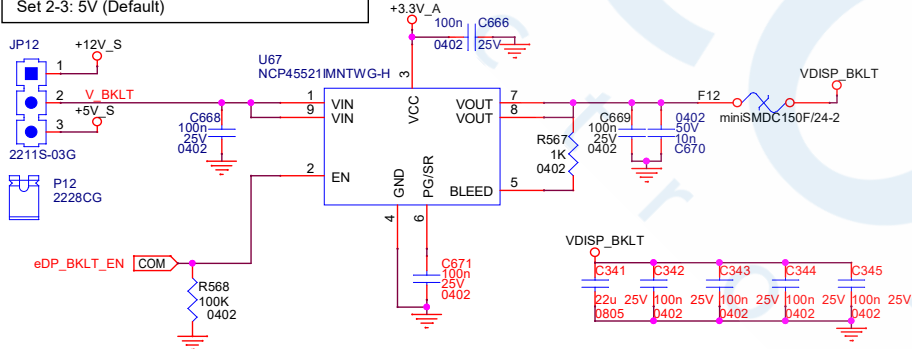 Set 2-3: 5V (Default)
JP12
+12V_S
1
2
V_BKLT
+5V_S
3
2211S-03G
P12
2228CG
eDP_BKLT_EN
COM
R568
100K
0402
C668
100n
25V
0402
U67
NCP45521IMNTWG-H
+3.3V_A
100n
C666
0402
25V
3
1
VIN
9
VIN
VCC
2
EN
GND
PG/SR
4
6
VOUT
7
VOUT
8
BLEED
5
C671
100n
25V
0402
R567
1K
0402
C669
100n
25V
0402
0402
50V
10n
C670
F12
miniSMDC150F/24-2
VDISP_BKLT
VDISP_BKLT
C341
C342
C343
C344
C345
22u
25V
100n
25V
100n
25V
100n
25V
100n
25V
0805
0402
0402
0402
0402